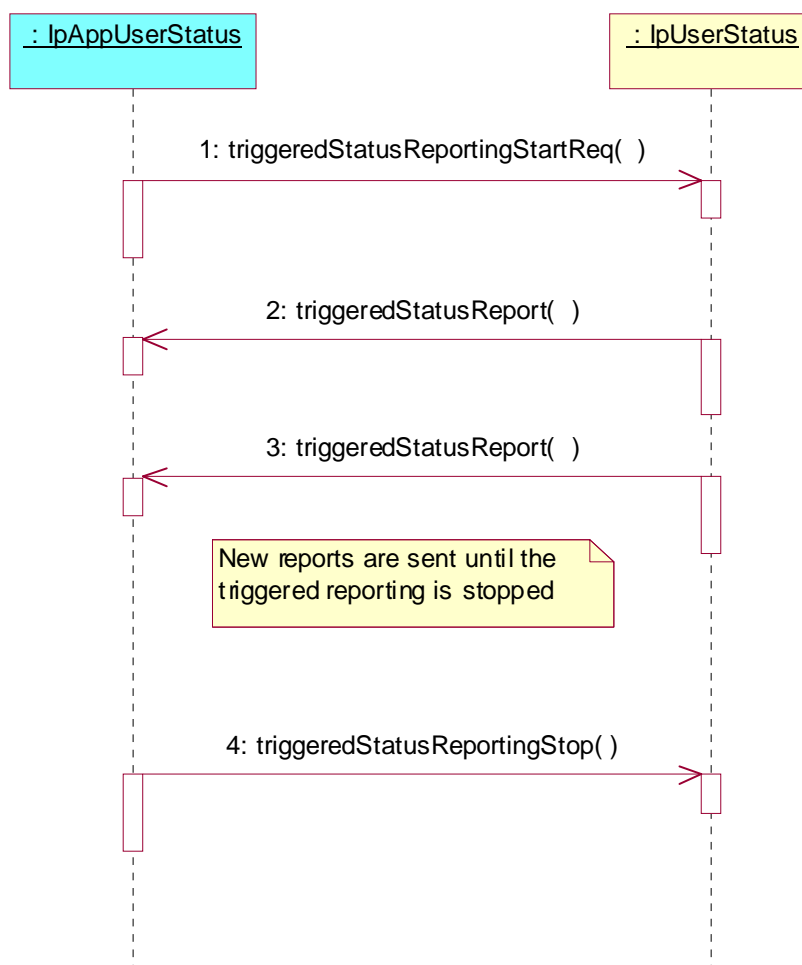 : IpAppUserStatus
: IpUserStatus
1: triggeredStatusReportingStartReq( )
2: triggeredStatusReport( )
3: triggeredStatusReport( )
New reports are sent until the
triggered reporting is stopped
4: triggeredStatusReportingStop( )